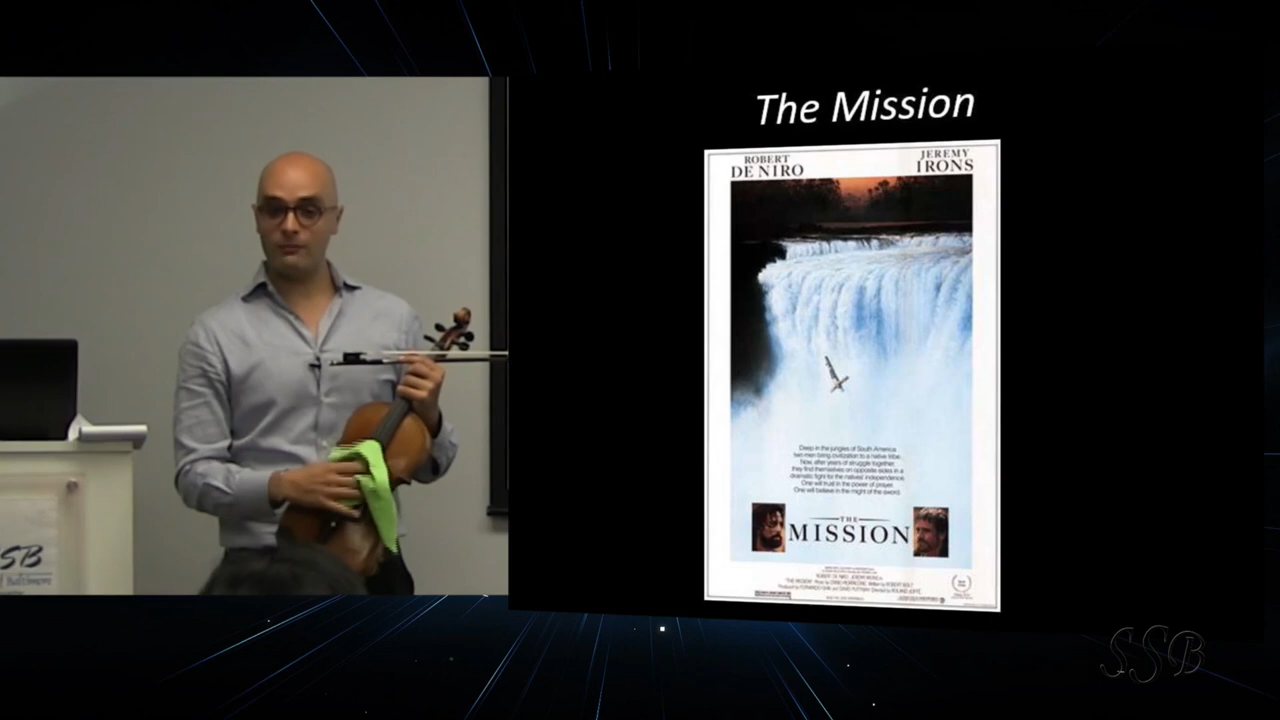 The Mission
ROBERT
DE NIRO
JEREMY
IRONS
Deep in the jungles of South America
two men bring civilization to a native tribe.
Now, after years of struggle together,
they find themselves on opposite sides in a
dramatic fight for the natives' independence.
One will trust in the power of prayer.
One will believe in the might of the sword.
THE
MISSION
SB
SSB